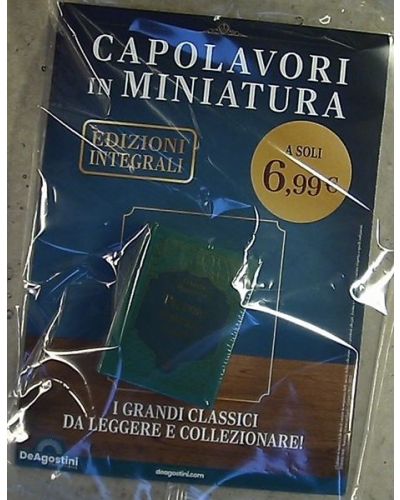 CAPOLAVORI
IN MINIATURA
EDIZIONI
INTEGRALI
A SOLI
6,99€
I GRANDI CLASSICI
DA LEGGERE E COLLEZIONARE!
DeAgostini
deagostini.com